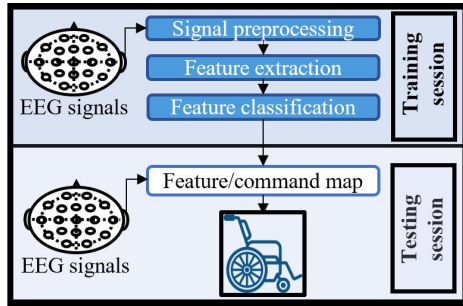 Signal preprocessing
Feature extraction
Feature classification
EEG signals
Training
session
Feature/command map
EEG signals
Testing
session